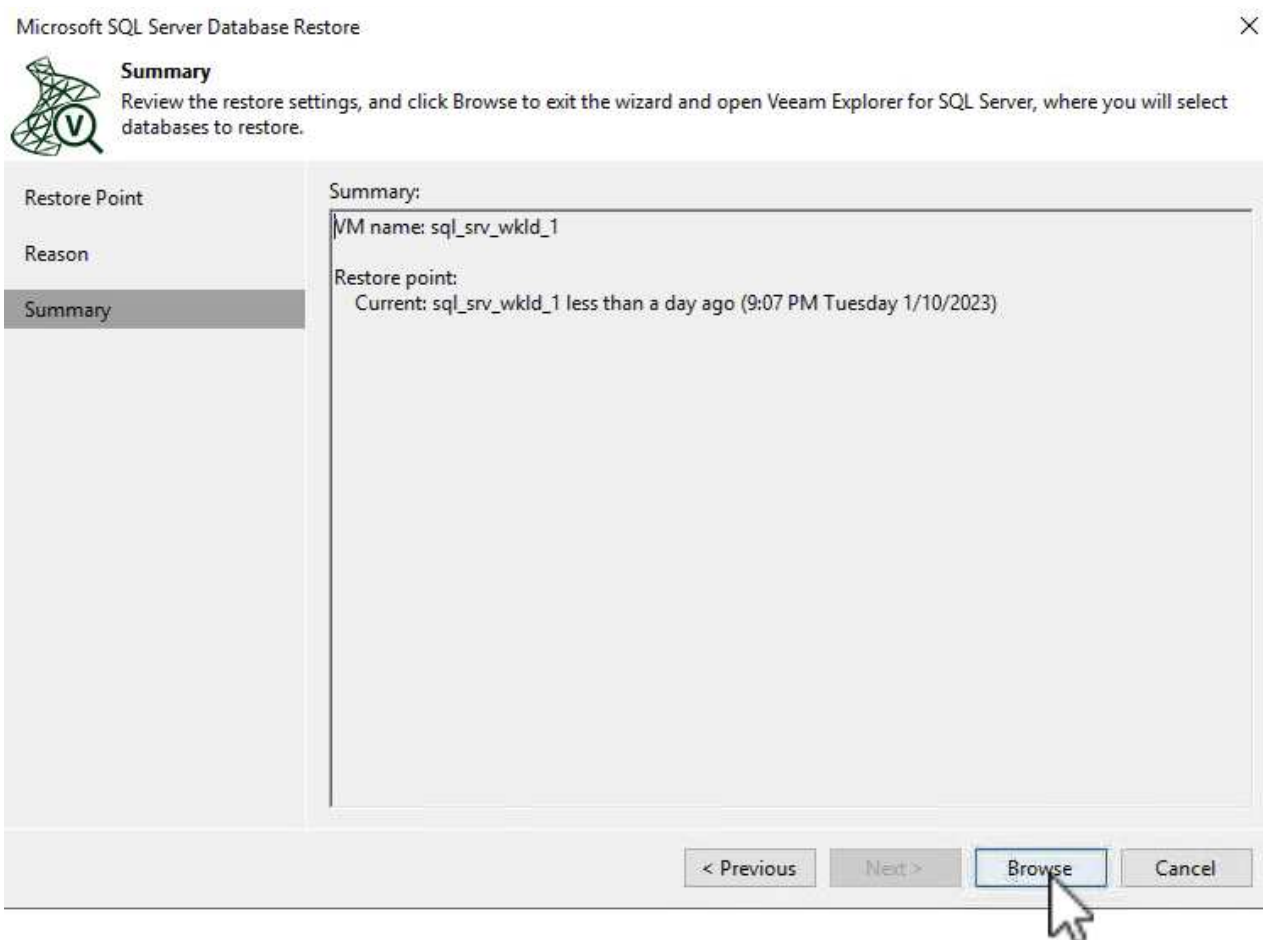 Microsoft SQL Server Database Restore
Summary
Review the restore settings, and click Browse to exit the wizard and open Veeam Explorer for SQL Server, where you will select
databases to restore.
Restore Point
Reason
Summary
Summary:
VM name: sql_srv_wkld_1
Restore point:
Current: sql_srv_wkld_1 less than a day ago (9:07 PM Tuesday 1/10/2023)
< Previous
Next >
Browse
Cancel
V